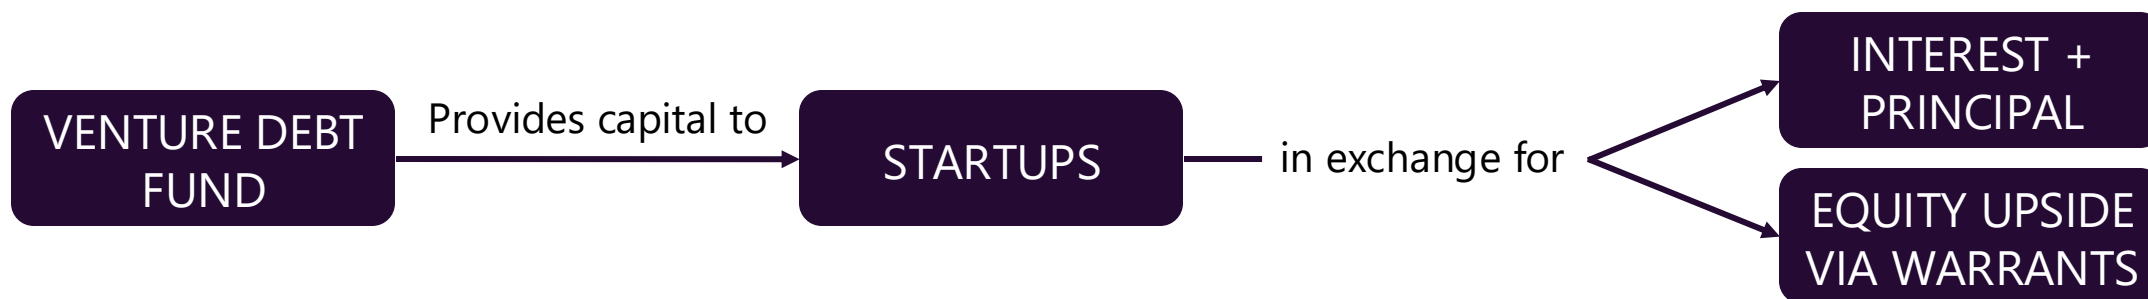 VENTURE DEBT
FUND
Provides capital to
STARTUPS
in exchange for
INTEREST +
PRINCIPAL
EQUITY UPSIDE
VIA WARRANTS